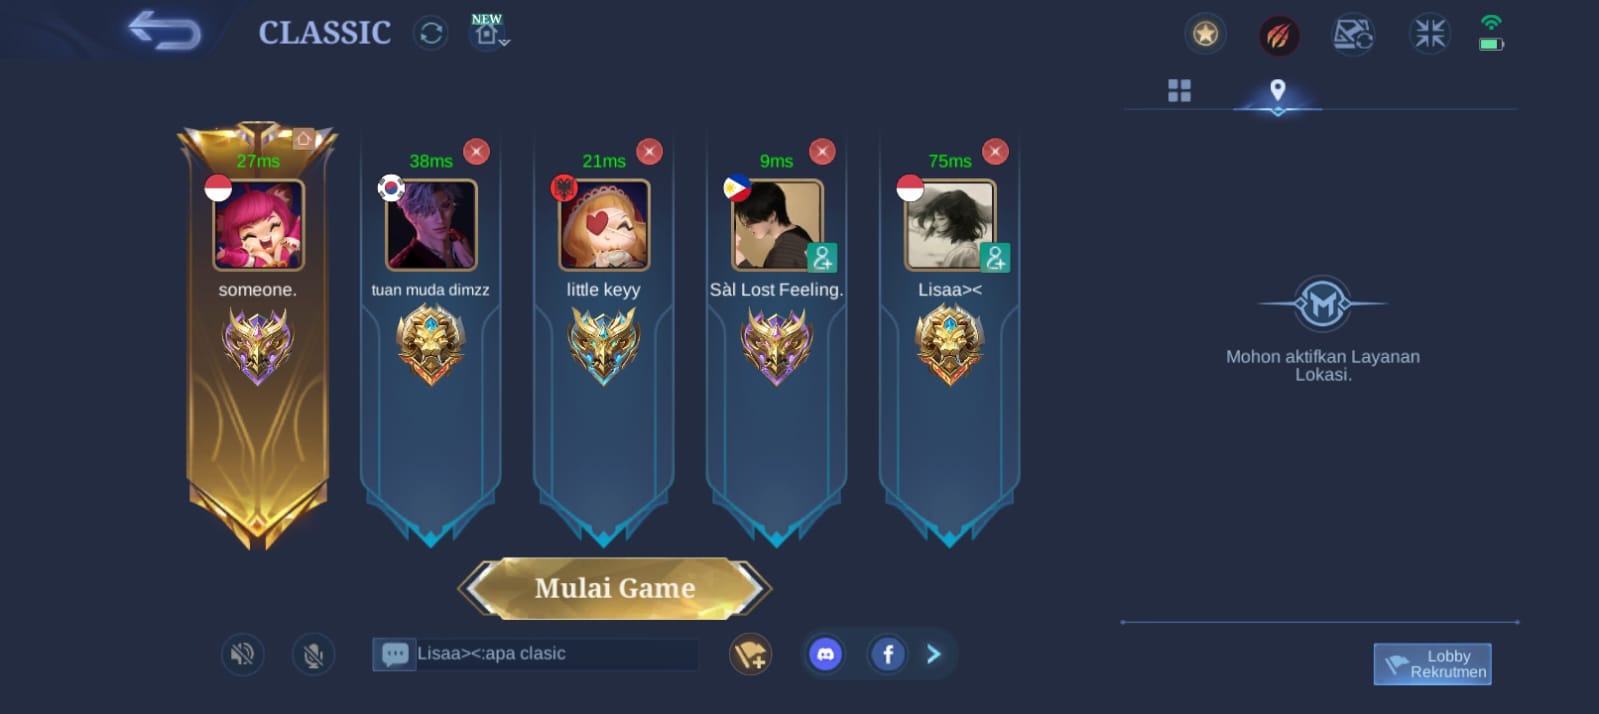 CLASSIC
NEW
27ms
38ms
21ms
9ms
75ms
someone.
tuan muda dimzz
little keyy
Sàl Lost Feeling.
Lisaa><
Mohon aktifkan Layanan
Lokasi.
Mulai Game
Lisaa><:apa clasic
Lobby
Rekrutmen